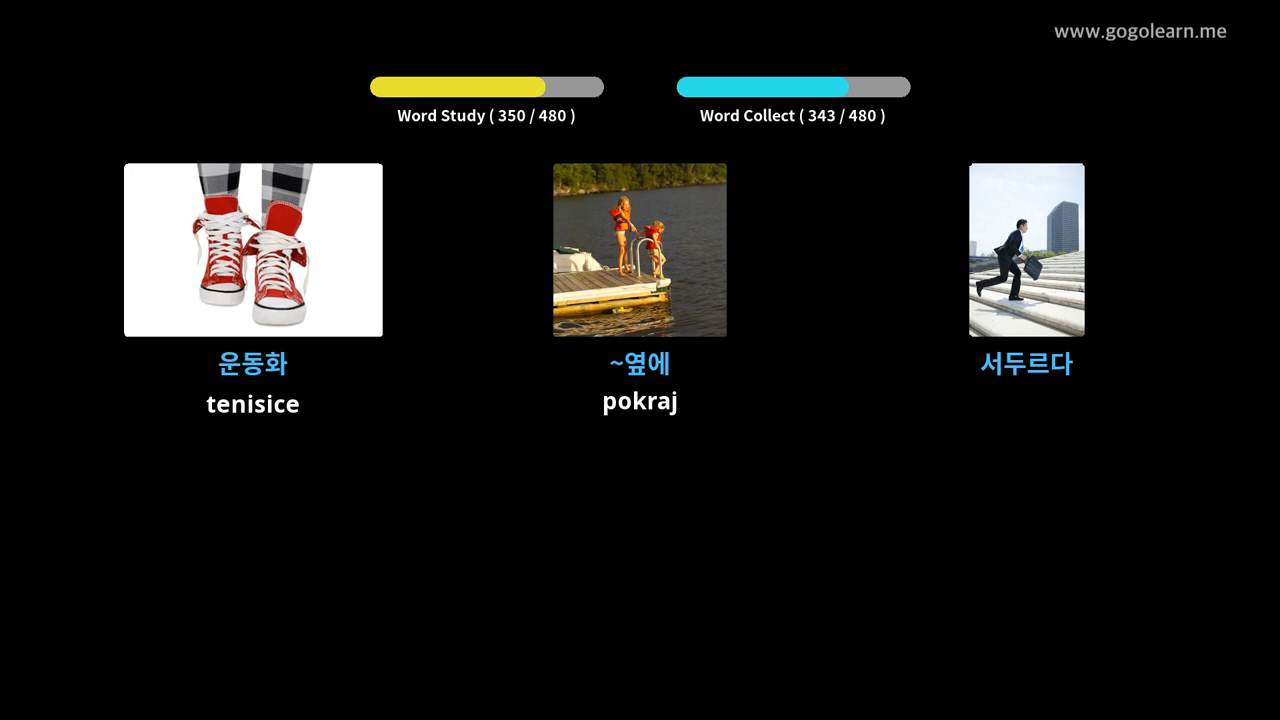 www.gogolearn.me
Word Study ( 350 / 480 )
Word Collect ( 343 / 480 )
운동화
tenisice
~옆에
pokraj
서두르다